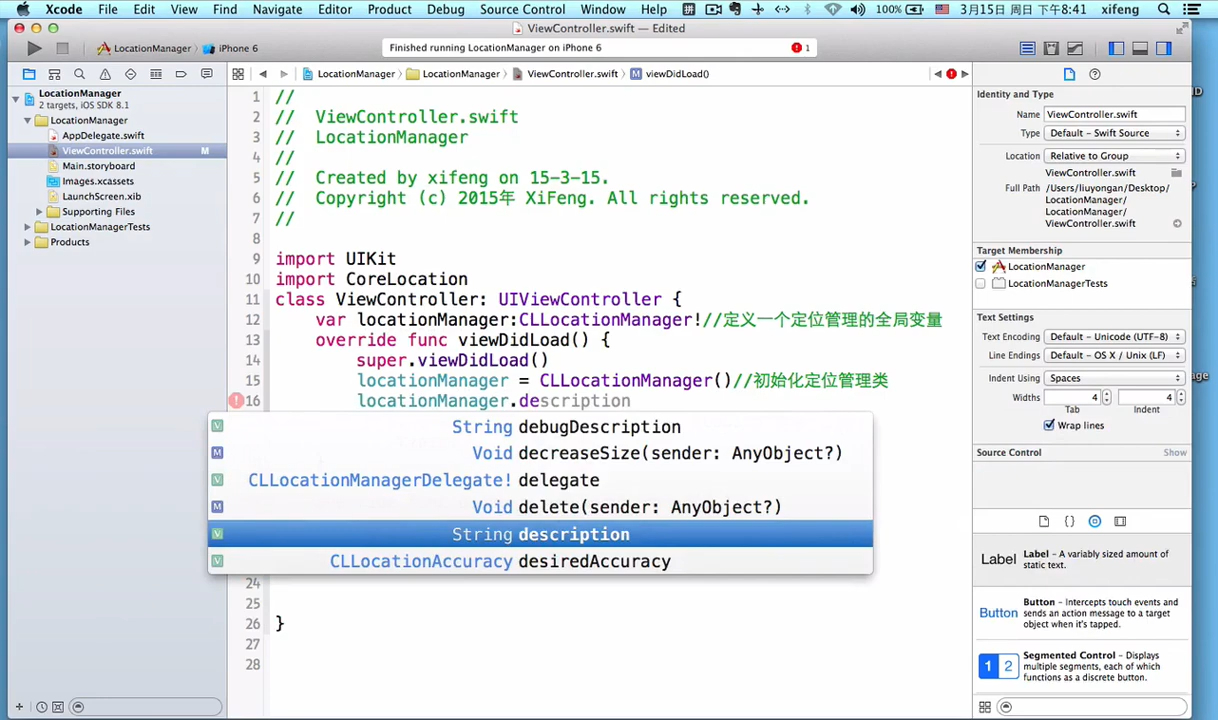 Xcode File Edit View Find Navigate Editor Product Debug Source Control Window Help 100% 3月15日 周日 下午8:41 xifeng
ViewController.swift — Edited
LocationManager iPhone 6
Finished running LocationManager on iPhone 6
1
LocationManager LocationManager ViewController.swift viewDidLoad()
LocationManager
2 targets, iOS SDK 8.1
LocationManager
AppDelegate.swift
ViewController.swift M
Main.storyboard
Images.xcassets
LaunchScreen.xib
Supporting Files
LocationManagerTests
Products
1 //
2 // ViewController.swift
3 // LocationManager
4 //
5 // Created by xifeng on 15-3-15.
6 // Copyright (c) 2015年 XiFeng. All rights reserved.
7 //
8
9 import UIKit
10 import CoreLocation
11 class ViewController: UIViewController {
12 var locationManager:CLLocationManager!//定义一个定位管理的全局变量
13 override func viewDidLoad() {
14 super.viewDidLoad()
15 locationManager = CLLocationManager()//初始化定位管理类
16 locationManager.description
V String debugDescription
M Void decreaseSize(sender: AnyObject?)
V CLLocationManagerDelegate! delegate
M Void delete(sender: AnyObject?)
V String description
V CLLocationAccuracy desiredAccuracy
24
25
26 }
27
28
Identity and Type
Name ViewController.swift
Type Default - Swift Source
Location Relative to Group
ViewController.swift
Full Path /Users/liuyongan/Desktop/
LocationManager/
LocationManager/
ViewController.swift
Target Membership
LocationManager
LocationManagerTests
Text Settings
Text Encoding Default - Unicode (UTF-8)
Line Endings Default - OS X / Unix (LF)
Indent Using Spaces
Widths 4 4
Tab Indent
Wrap lines
Source Control Show
Label Label - A variably sized amount of
static text.
Button Button - Intercepts touch events and
sends an action message to a target
object when it's tapped.
1 2 Segmented Control - Displays
multiple segments, each of which
functions as a discrete button.